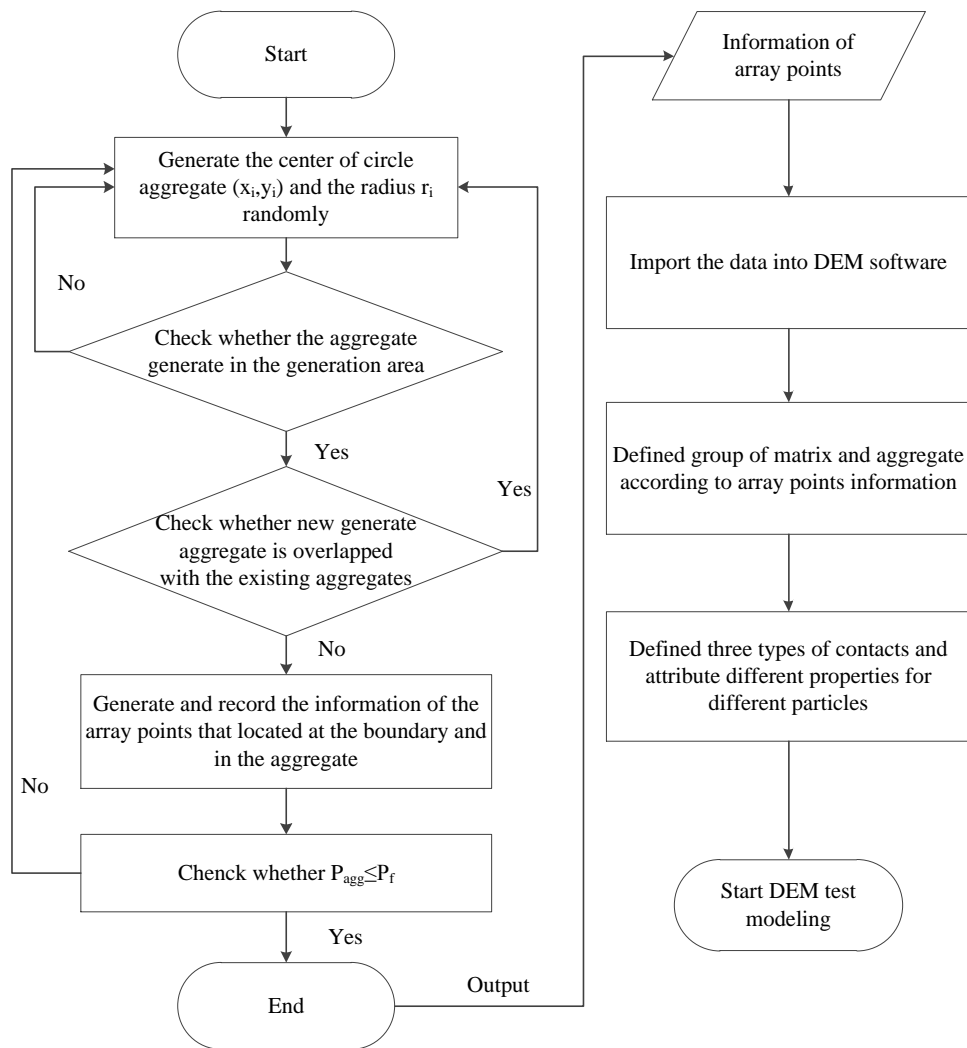 Start
Generate the center of circle
aggregate (xᵢ,yᵢ) and the radius rᵢ
randomly
No
Check whether the aggregate
generate in the generation area
Yes
Yes
Check whether new generate
aggregate is overlapped
with the existing aggregates
No
Generate and record the information of the
array points that located at the boundary and
in the aggregate
No
Chenck whether Pagg≤Pf
Yes
End
Output
Information of
array points
Import the data into DEM software
Defined group of matrix and aggregate
according to array points information
Defined three types of contacts and
attribute different properties for
different particles
Start DEM test
modeling